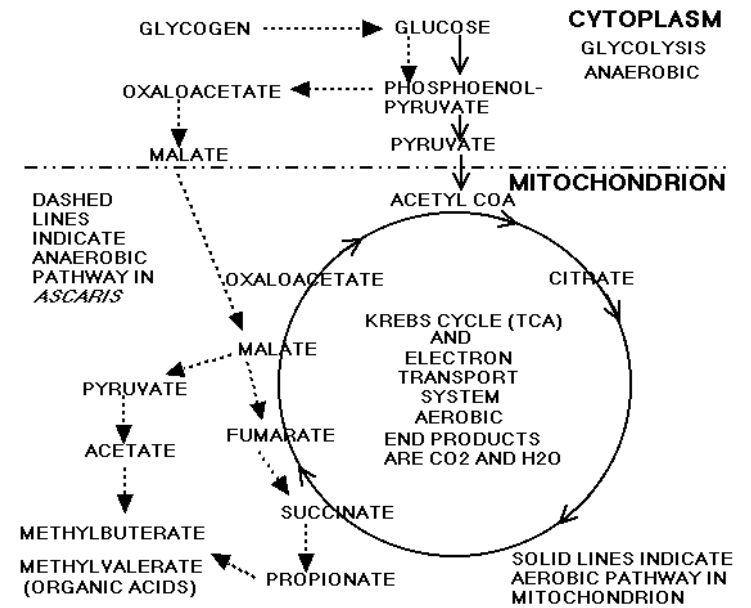 GLYCOGEN
GLUCOSE
CYTOPLASM
GLYCOLYSIS
ANAEROBIC
OXALOACETATE
PHOSPHOENOL-
PYRUVATE
PYRUVATE
MALATE
MITOCHONDRION
DASHED
LINES
INDICATE
ANAEROBIC
PATHWAY IN
ASCARIS
ACETYL COA
OXALOACETATE
CITRATE
KREBS CYCLE (TCA)
AND
ELECTRON
TRANSPORT
SYSTEM
AEROBIC
END PRODUCTS
ARE CO2 AND H2O
MALATE
PYRUVATE
FUMARATE
ACETATE
SUCCINATE
METHYLBUTERATE
METHYLVALERATE
(ORGANIC ACIDS)
PROPIONATE
SOLID LINES INDICATE
AEROBIC PATHWAY IN
MITOCHONDRION